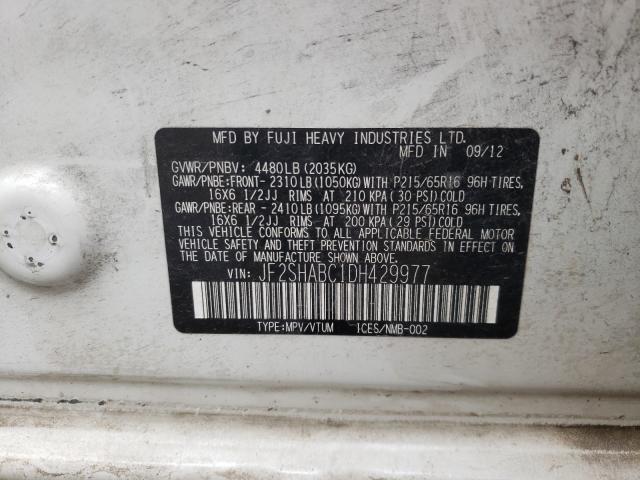 MFD BY FUJI HEAVY INDUSTRIES LTD.
MFD IN 09/12
GVWR/PNBV: 4480LB (2035KG)
GAWR/PNBE:FRONT-2310LB(1050KG)WITH P215/65R16 96H TIRES,
16X6 1/2JJ RIMS AT 210 KPA (30 PSI)COLD
GAWR/PNBE:REAR -2410LB(1095KG)WITH P215/65R16 96H TIRES,
16X6 1/2JJ RIMS AT 200 KPA (29 PSI)COLD
THIS VEHICLE CONFORMS TO ALL APPLICABLE FEDERAL MOTOR
VEHICLE SAFETY AND THEFT PREVENTION STANDARDS IN EFFECT ON
THE DATE OF MANUFACTURE SHOWN ABOVE.
VIN: JF2SHABC1DH429977
TYPE:MPV/VTUM ICES/NMB-002